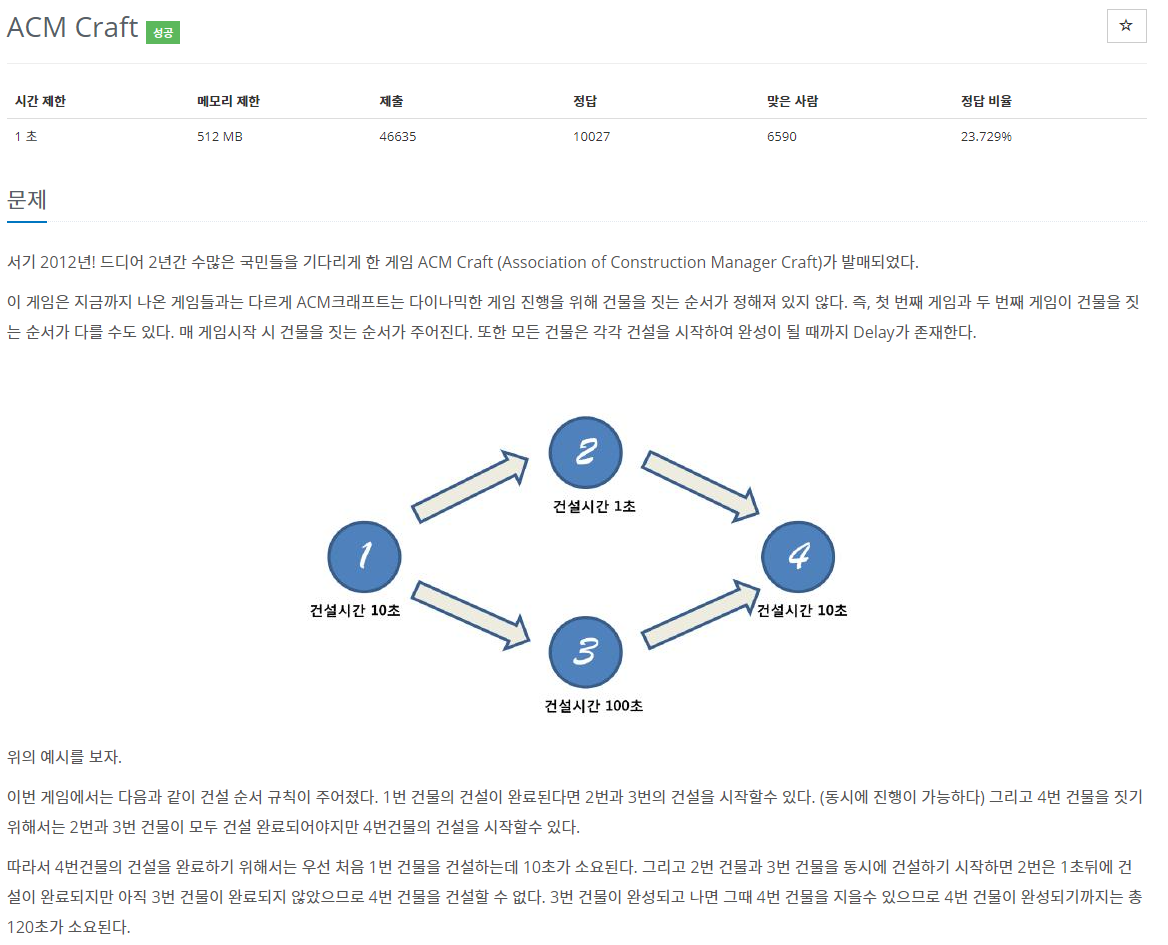 ACM Craft 성공
☆
시간 제한 메모리 제한 제출 정답 맞은 사람 정답 비율
1 초 512 MB 46635 10027 6590 23.729%
문제
서기 2012년! 드디어 2년간 수많은 국민들을 기다리게 한 게임 ACM Craft (Association of Construction Manager Craft)가 발매되었다.
이 게임은 지금까지 나온 게임들과는 다르게 ACM크래프트는 다이나믹한 게임 진행을 위해 건물을 짓는 순서가 정해져 있지 않다. 즉, 첫 번째 게임과 두 번째 게임이 건물을 짓
는 순서가 다를 수도 있다. 매 게임시작 시 건물을 짓는 순서가 주어진다. 또한 모든 건물은 각각 건설을 시작하여 완성이 될 때까지 Delay가 존재한다.
2
건설시간 1초
1
건설시간 10초
4
건설시간 10초
3
건설시간 100초
위의 예시를 보자.
이번 게임에서는 다음과 같이 건설 순서 규칙이 주어졌다. 1번 건물의 건설이 완료된다면 2번과 3번의 건설을 시작할수 있다. (동시에 진행이 가능하다) 그리고 4번 건물을 짓기
위해서는 2번과 3번 건물이 모두 건설 완료되어야지만 4번건물의 건설을 시작할수 있다.
따라서 4번건물의 건설을 완료하기 위해서는 우선 처음 1번 건물을 건설하는데 10초가 소요된다. 그리고 2번 건물과 3번 건물을 동시에 건설하기 시작하면 2번은 1초뒤에 건
설이 완료되지만 아직 3번 건물이 완료되지 않았으므로 4번 건물을 건설할 수 없다. 3번 건물이 완성되고 나면 그때 4번 건물을 지을수 있으므로 4번 건물이 완성되기까지는 총
120초가 소요된다.